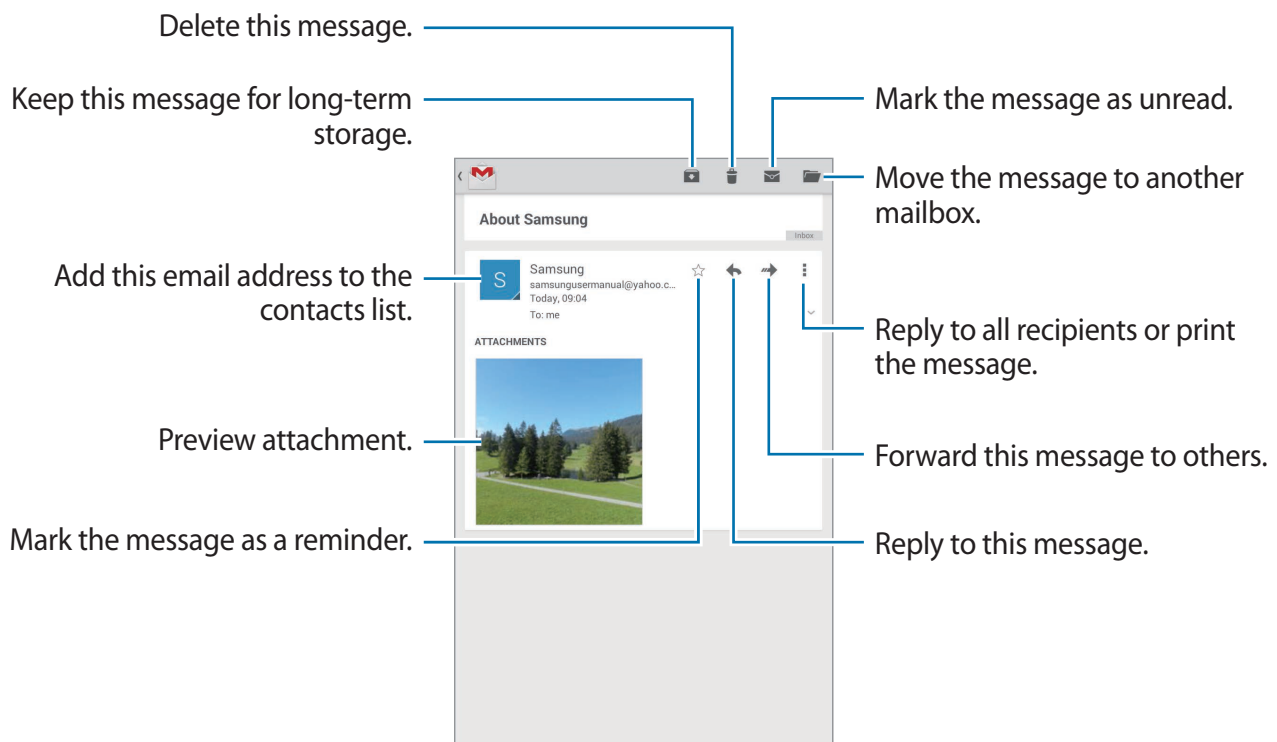 Delete this message.
Keep this message for long-term
storage.
Mark the message as unread.
Move the message to another
mailbox.
About Samsung
Inbox
Add this email address to the
contacts list.
S
Samsung
samsungusermanual@yahoo.c...
Today, 09:04
To: me
Reply to all recipients or print
the message.
ATTACHMENTS
Preview attachment.
Forward this message to others.
Mark the message as a reminder.
Reply to this message.